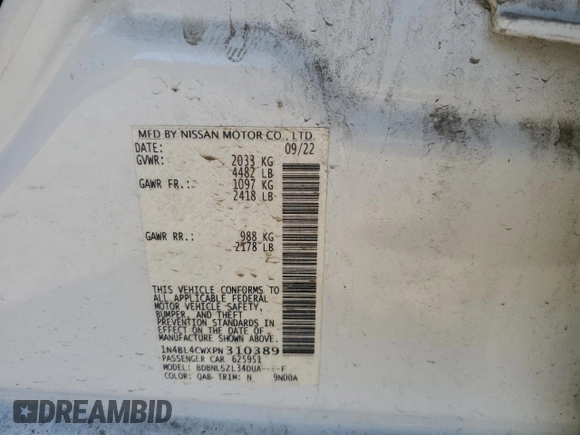 MFD BY NISSAN MOTOR CO., LTD.
DATE: 09/22
GVWR: 2033 KG
4482 LB
GAWR FR.: 1097 KG
2418 LB
GAWR RR.: 988 KG
2178 LB
THIS VEHICLE CONFORMS TO
ALL APPLICABLE FEDERAL
MOTOR VEHICLE SAFETY,
BUMPER, AND THEFT
PREVENTION STANDARDS IN
EFFECT ON THE DATE OF
MANUFACTURE SHOWN ABOVE.
1N4BL4CWXPN310389
PASSENGER CAR 625951
MODEL: BDBNLSZL34DUA----F
COLOR: QAB TRIM: N 9N00A
DREAMBID